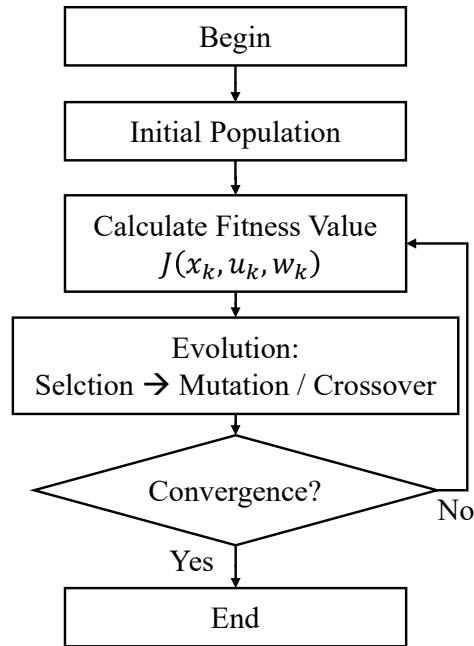 Begin
Initial Population
Calculate Fitness Value
J(x_k, u_k, w_k)
Evolution:
Selction → Mutation / Crossover
Convergence?
No
Yes
End